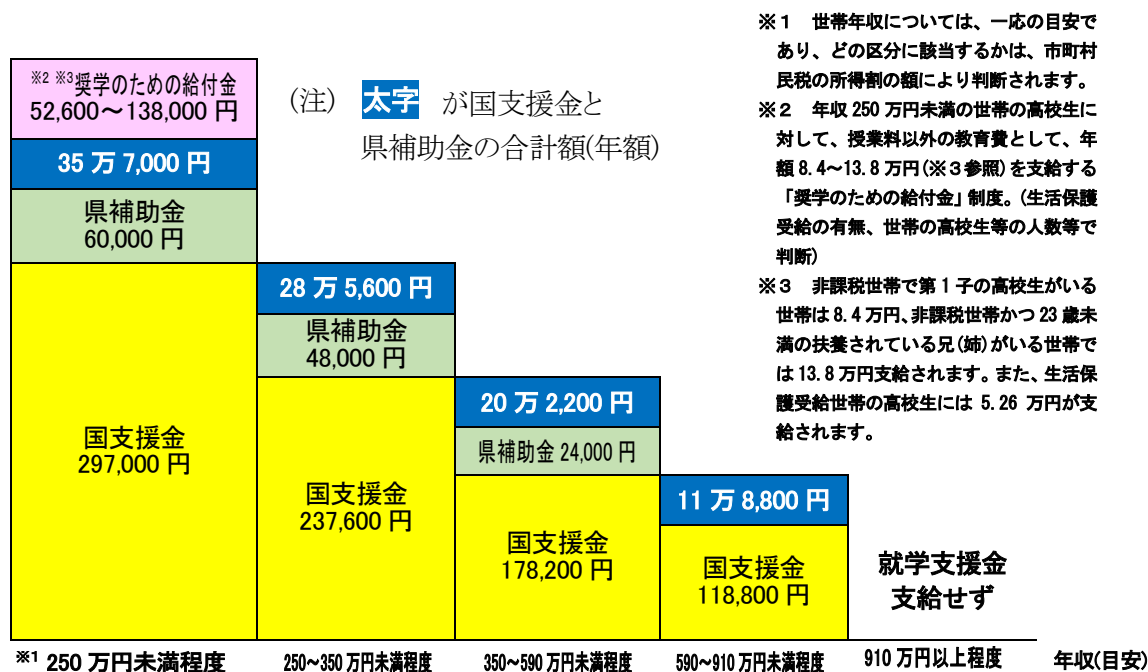 ※2 ※3奨学のための給付金
52,600～138,000 円
35 万 7,000 円
県補助金
60,000 円
国支援金
297,000 円
28 万 5,600 円
県補助金
48,000 円
国支援金
237,600 円
20 万 2,200 円
県補助金 24,000 円
国支援金
178,200 円
11 万 8,800 円
国支援金
118,800 円
就学支援金
支給せず
(注) 太字 が国支援金と
県補助金の合計額(年額)
※１　世帯年収については、一応の目安で
あり、どの区分に該当するかは、市町村
民税の所得割の額により判断されます。
※２　年収 250 万円未満の世帯の高校生に
対して、授業料以外の教育費として、年
額 8.4～13.8 万円(※３参照)を支給する
「奨学のための給付金」制度。(生活保護
受給の有無、世帯の高校生等の人数等で
判断)
※３　非課税世帯で第 1 子の高校生がいる
世帯は 8.4 万円、非課税世帯かつ 23 歳未
満の扶養されている兄(姉)がいる世帯で
は 13.8 万円支給されます。また、生活保
護受給世帯の高校生には 5.26 万円が支
給されます。
※1 250 万円未満程度
250～350 万円未満程度
350～590 万円未満程度
590～910 万円未満程度
910 万円以上程度
年収(目安)